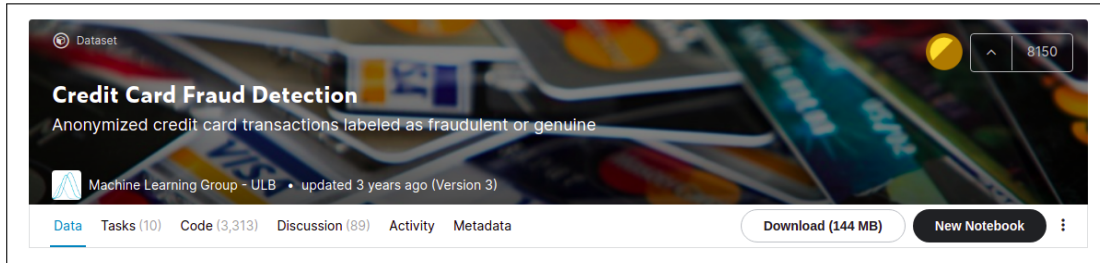 Dataset
8150
Credit Card Fraud Detection
Anonymized credit card transactions labeled as fraudulent or genuine
VISA
Machine Learning Group - ULB • updated 3 years ago (Version 3)
Data Tasks (10) Code (3,313) Discussion (89) Activity Metadata Download (144 MB) New Notebook